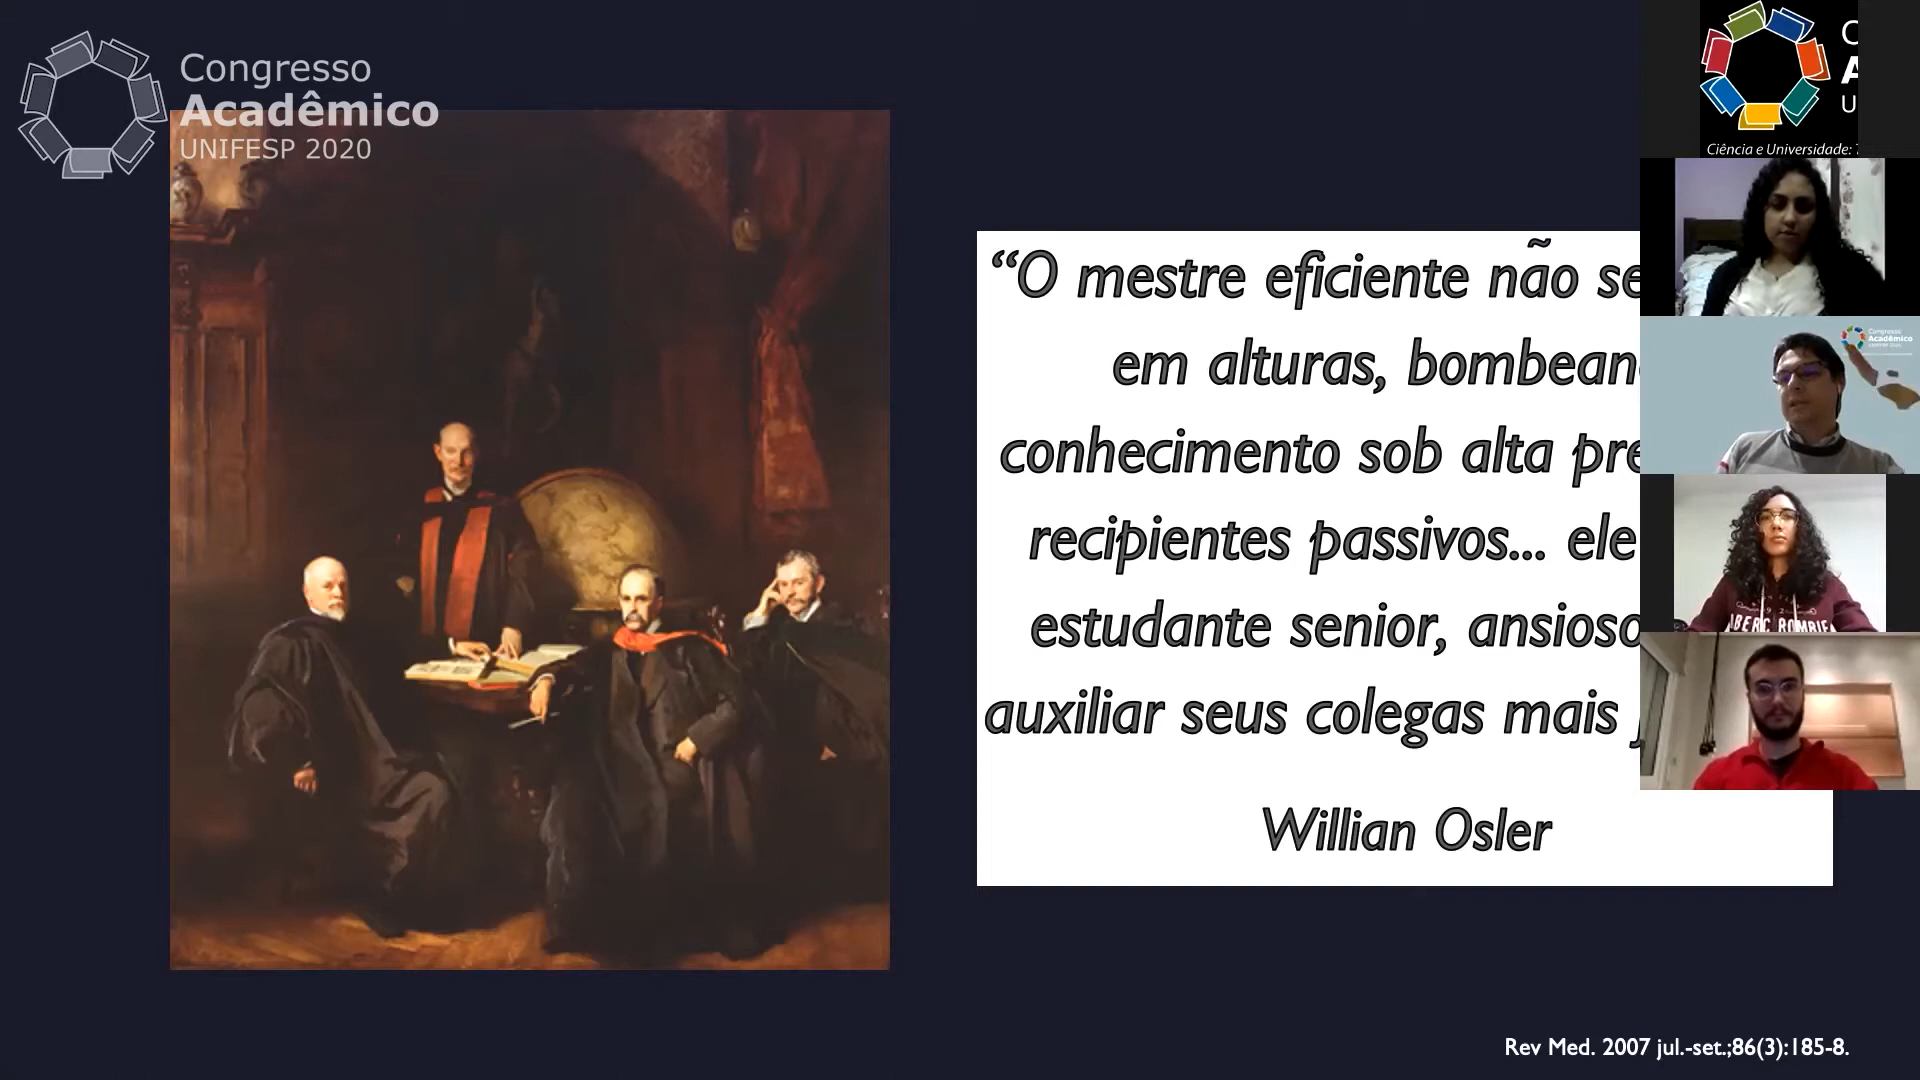 Congresso
Acadêmico
UNIFESP 2020
“O mestre eficiente não se
em alturas, bombean
conhecimento sob alta pre
recipientes passivos... ele
estudante senior, ansioso
auxiliar seus colegas mais j
Willian Osler
Rev Med. 2007 jul.-set.;86(3):185-8.
C
A
U
Ciência e Universidade:
Congresso
Acadêmico